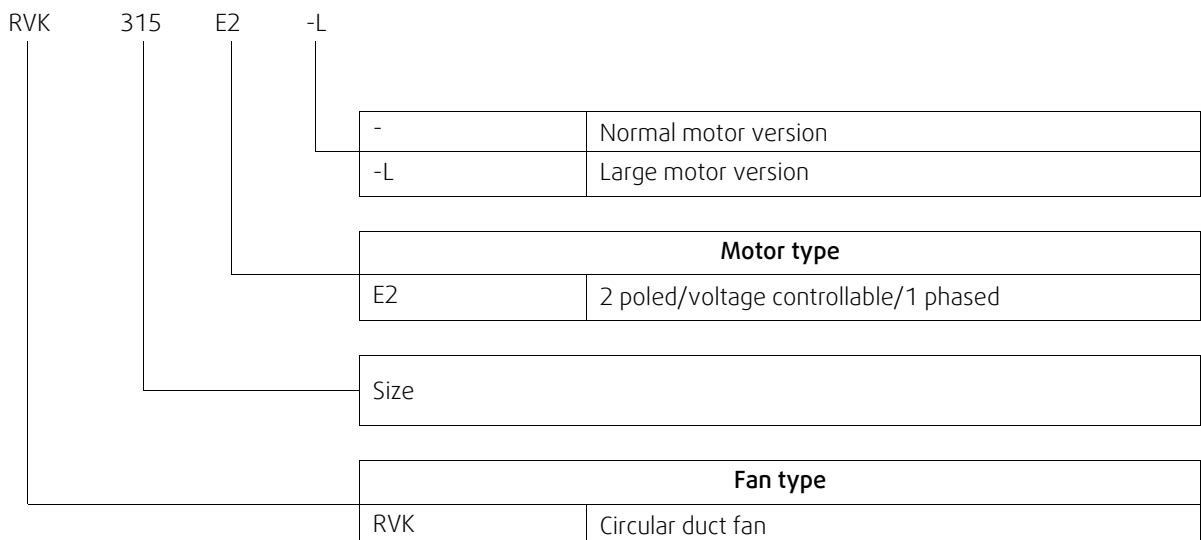 RVK 315 E2 -L
- Normal motor version
-L Large motor version
Motor type
E2 2 poled/voltage controllable/1 phased
Size
Fan type
RVK Circular duct fan